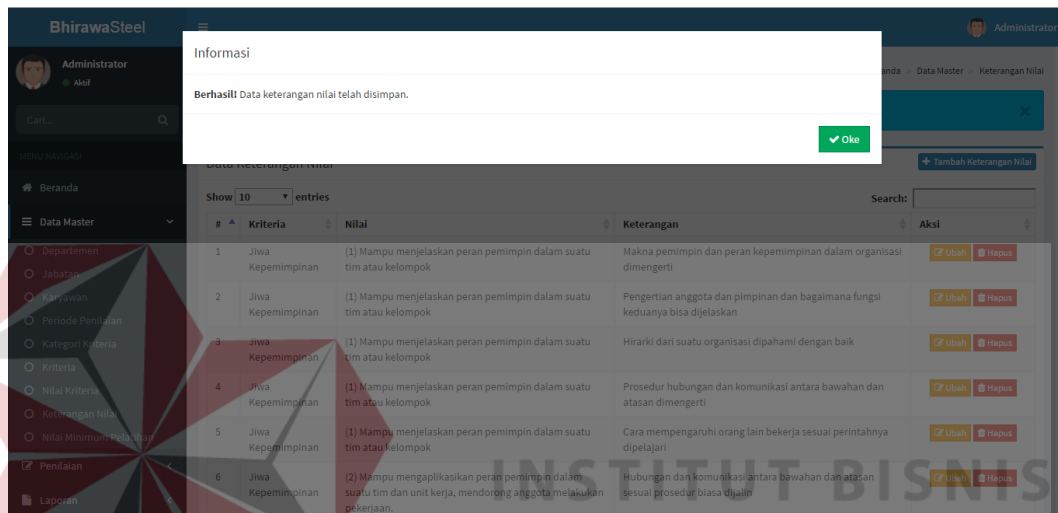 BhirawaSteel
Administrator
Administrator
Aktif
Cari...
MENU NAVIGASI
Beranda
Data Master
Departemen
Jabatan
Karyawan
Periode Penilaian
Kategori Kriteria
Kriteria
Nilai Kriteria
Keterangan Nilai
Nilai Minimum Pelatihan
Penilaian
Laporan
Informasi
Berhasil! Data keterangan nilai telah disimpan.
Oke
anda > Data Master > Keterangan Nilai
Data Keterangan Nilai
+ Tambah Keterangan Nilai
Show 10 entries
Search:
# Kriteria Nilai Keterangan Aksi
1 Jiwa (1) Mampu menjelaskan peran pemimpin dalam suatu Makna pemimpin dan peran kepemimpinan dalam organisasi Ubah Hapus
Kepemimpinan tim atau kelompok dimengerti
2 Jiwa (1) Mampu menjelaskan peran pemimpin dalam suatu Pengertian anggota dan pimpinan dan bagaimana fungsi Ubah Hapus
Kepemimpinan tim atau kelompok keduanya bisa dijelaskan
3 Jiwa (1) Mampu menjelaskan peran pemimpin dalam suatu Hirarki dari suatu organisasi dipahami dengan baik Ubah Hapus
Kepemimpinan tim atau kelompok
4 Jiwa (1) Mampu menjelaskan peran pemimpin dalam suatu Prosedur hubungan dan komunikasi antara bawahan dan Ubah Hapus
Kepemimpinan tim atau kelompok atasan dimengerti
5 Jiwa (1) Mampu menjelaskan peran pemimpin dalam suatu Cara mempengaruhi orang lain bekerja sesuai perintahnya Ubah Hapus
Kepemimpinan tim atau kelompok dipelajari
6 Jiwa (2) Mampu mengaplikasikan peran pemimpin dalam Hubungan dan komunikasi antara bawahan dan atasan Ubah Hapus
Kepemimpinan suatu tim dan unit kerja, mendorong anggota melakukan sesuai prosedur biasa dijalin
pekerjaan.
INSTITUT BISNIS